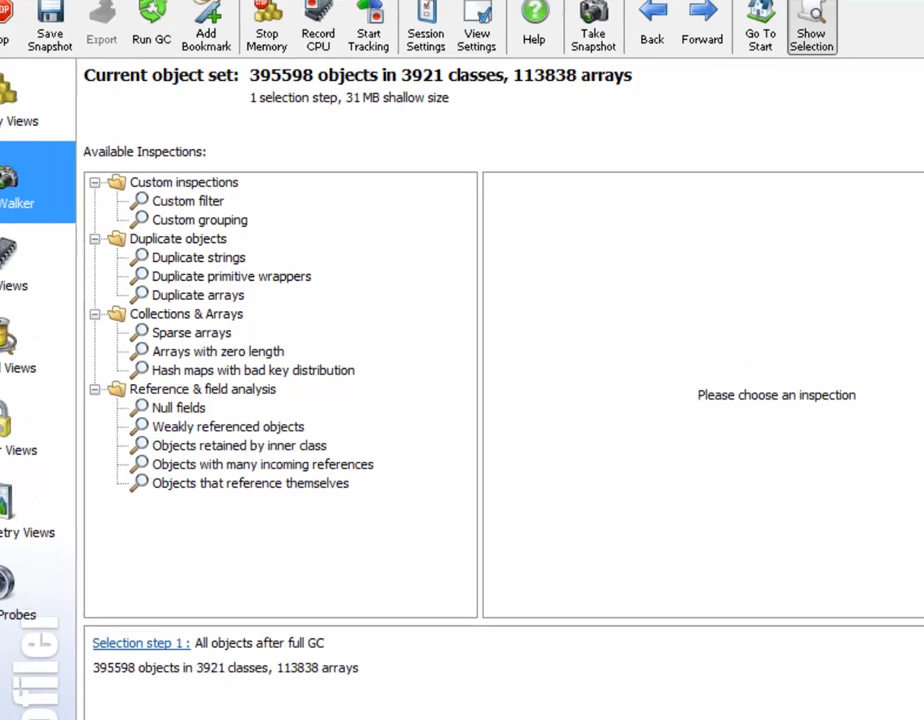 Save
Snapshot
Export
Run GC
Add
Bookmark
Stop
Memory
Record
CPU
Start
Tracking
Session
Settings
View
Settings
Help
Take
Snapshot
Back
Forward
Go To
Start
Show
Selection
Current object set: 395598 objects in 3921 classes, 113838 arrays
1 selection step, 31 MB shallow size
y Views
Walker
Views
l Views
r Views
etry Views
Probes
Available Inspections:
Custom inspections
Custom filter
Custom grouping
Duplicate objects
Duplicate strings
Duplicate primitive wrappers
Duplicate arrays
Collections & Arrays
Sparse arrays
Arrays with zero length
Hash maps with bad key distribution
Reference & field analysis
Null fields
Weakly referenced objects
Objects retained by inner class
Objects with many incoming references
Objects that reference themselves
Please choose an inspection
Selection step 1 : All objects after full GC
395598 objects in 3921 classes, 113838 arrays